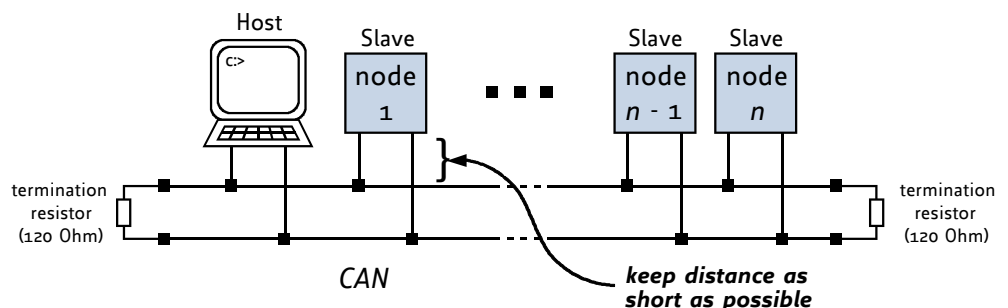 Host
c:>
Slave
node
1
Slave
node
n - 1
Slave
node
n
termination
resistor
(120 Ohm)
termination
resistor
(120 Ohm)
CAN
keep distance as
short as possible